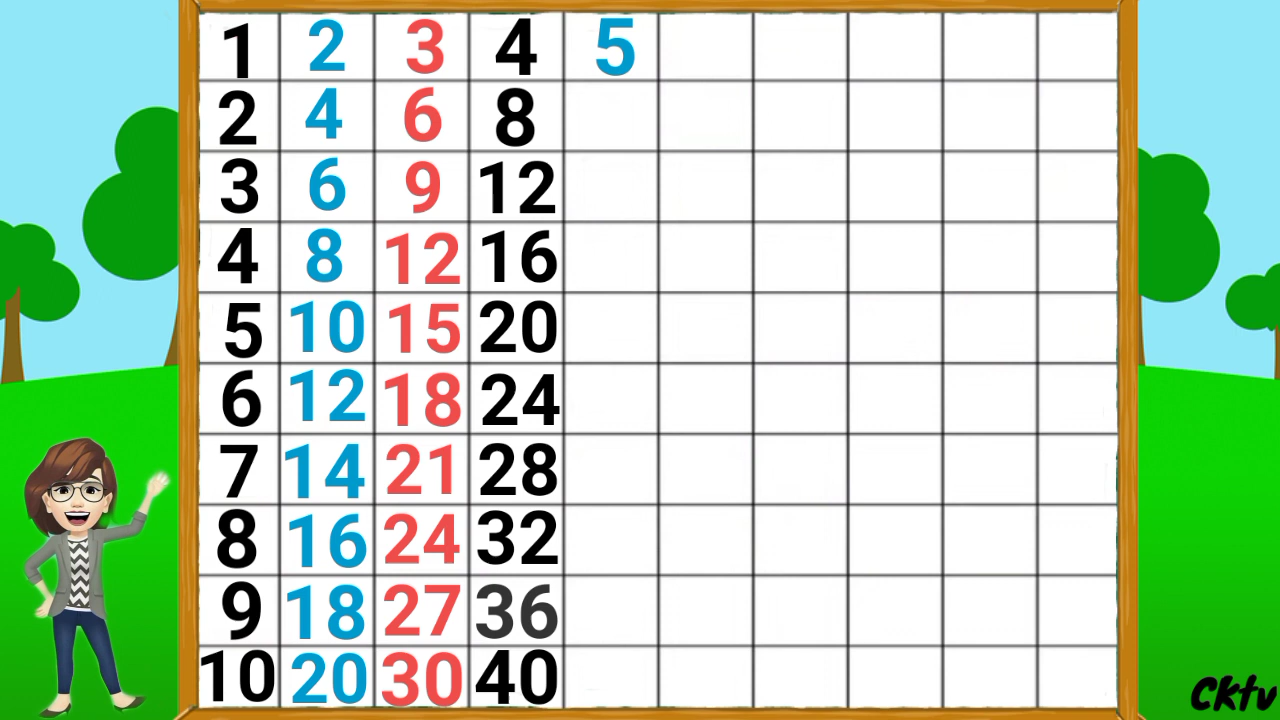 1 2 3 4 5
2 4 6 8
3 6 9 12
4 8 12 16
5 10 15 20
6 12 18 24
7 14 21 28
8 16 24 32
9 18 27 36
10 20 30 40
Cktv